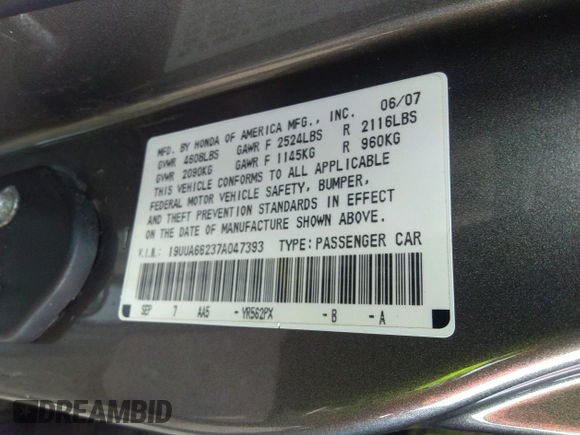 MFD. BY HONDA OF AMERICA MFG., INC. 06/07
GVWR 4608LBS GAWR F 2524LBS R 2116LBS
GVWR 2090KG GAWR F 1145KG R 960KG
THIS VEHICLE CONFORMS TO ALL APPLICABLE
FEDERAL MOTOR VEHICLE SAFETY, BUMPER,
AND THEFT PREVENTION STANDARDS IN EFFECT
ON THE DATE OF MANUFACTURE SHOWN ABOVE.
V.I.N.: 19UUA66237A047393 TYPE: PASSENGER CAR
SEP 7 AA5 - YR562PX - B - A
DREAMBID